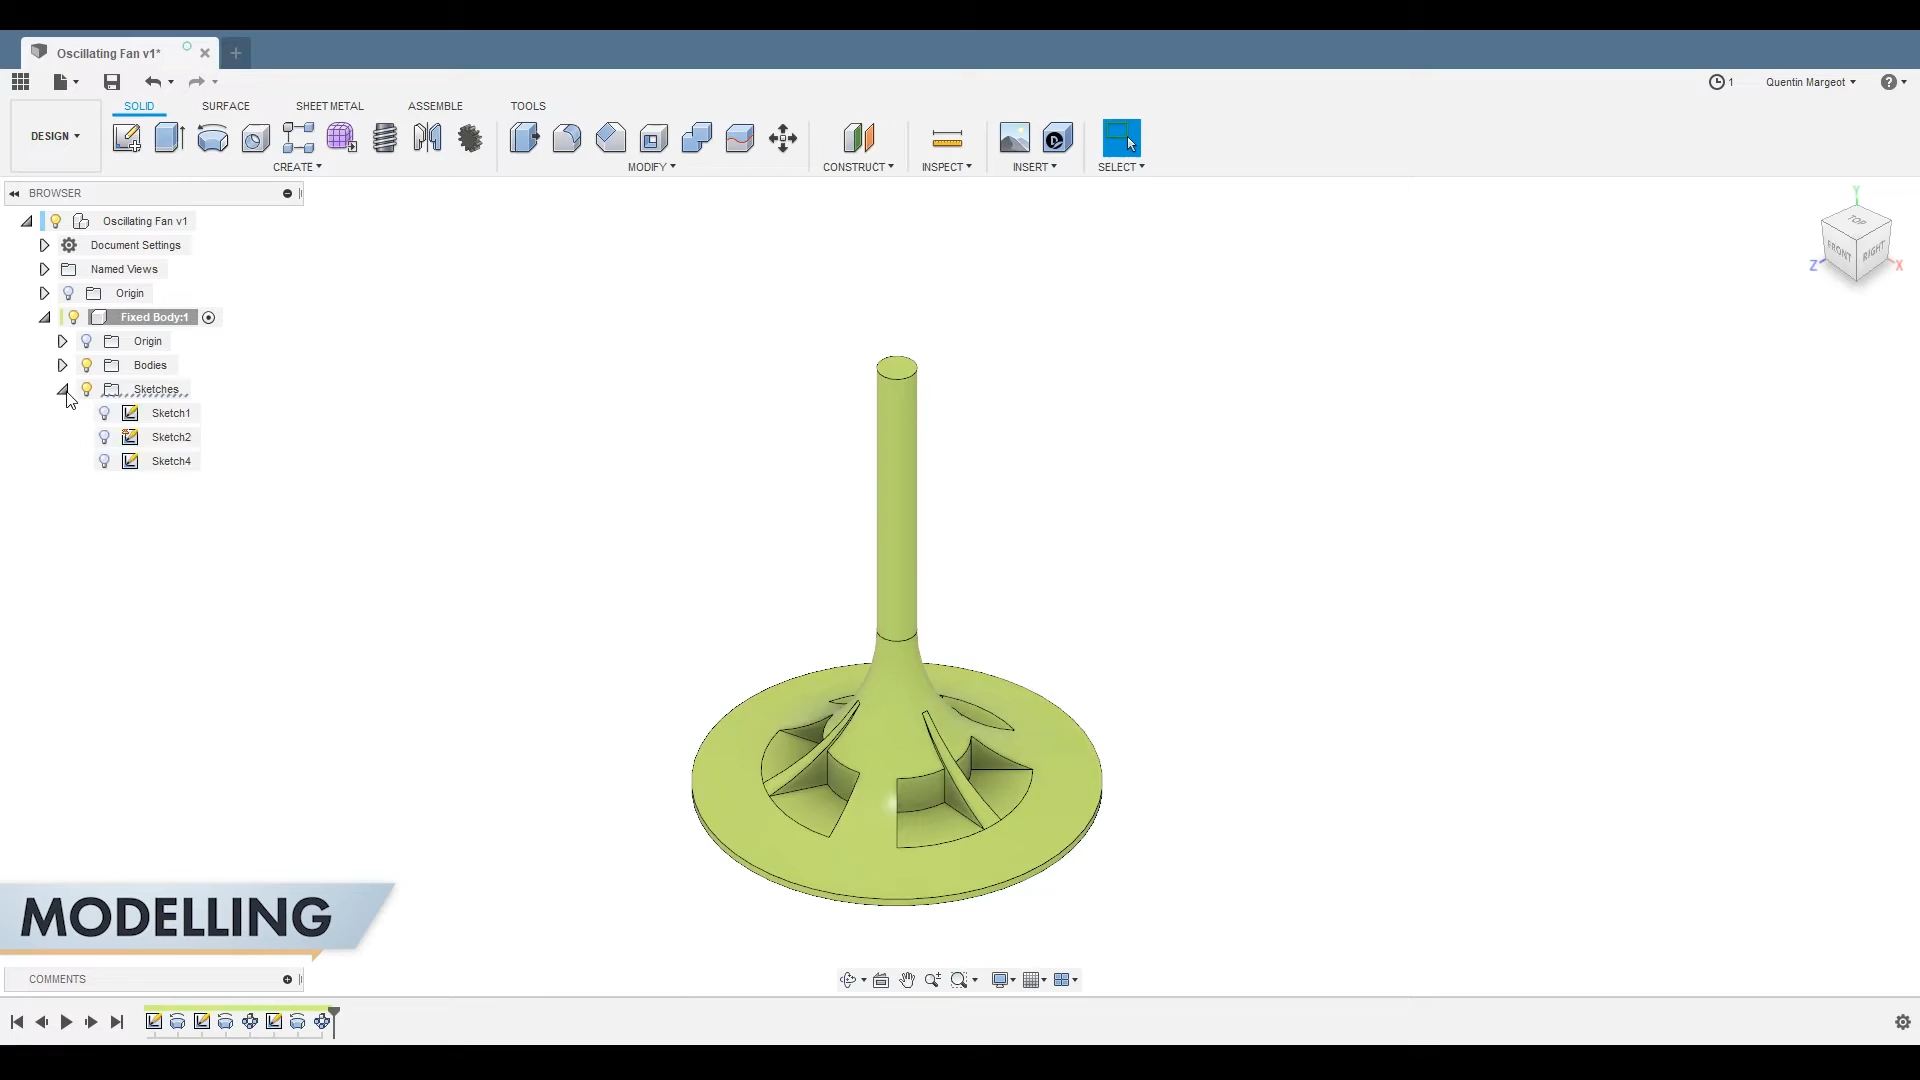 Oscillating Fan v1*
1
Quentin Margeot
SOLID
SURFACE
SHEET METAL
ASSEMBLE
TOOLS
DESIGN
CREATE
MODIFY
CONSTRUCT
INSPECT
INSERT
SELECT
BROWSER
Oscillating Fan v1
Document Settings
Named Views
Origin
Fixed Body:1
Origin
Bodies
Sketches
Sketch1
Sketch2
Sketch4
Y
TOP
FRONT
RIGHT
Z
X
MODELLING
COMMENTS